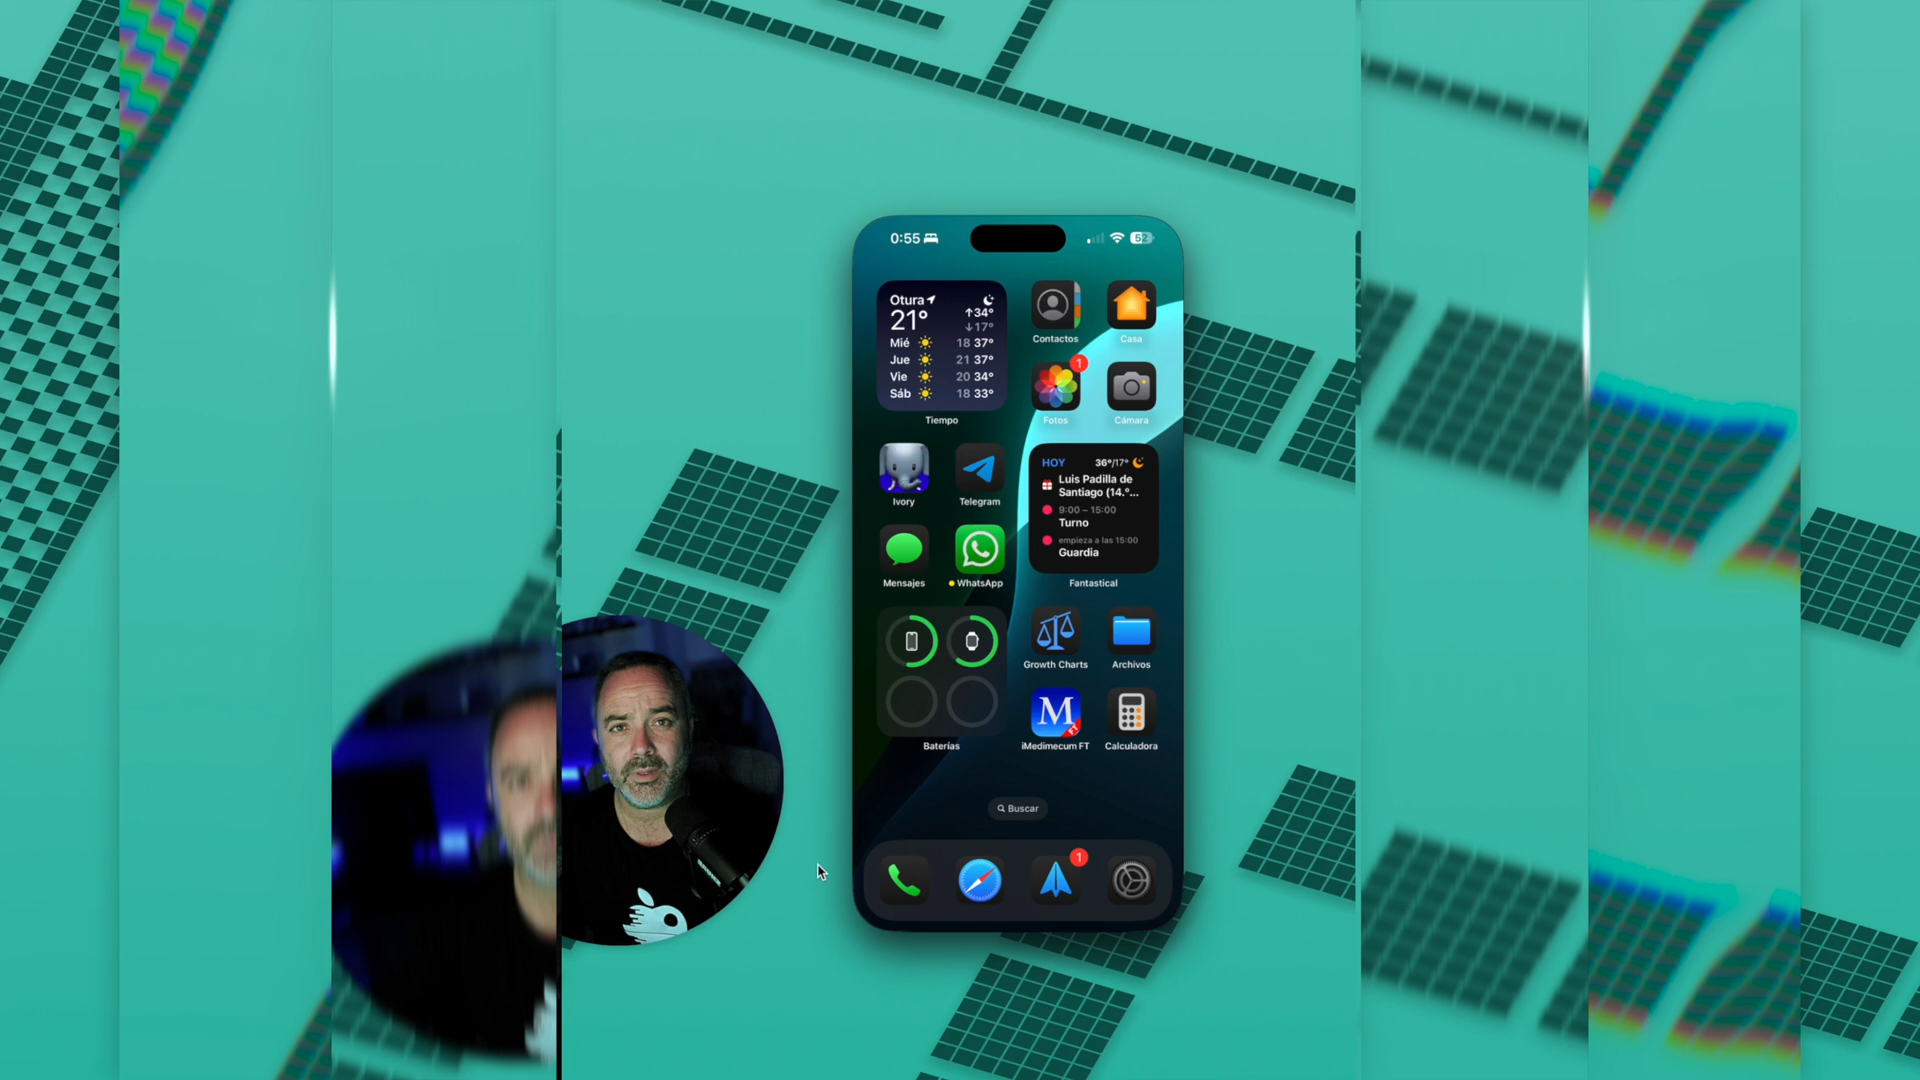 0:55
52
Otura
21°
↑34°
↓17°
Mié 18 37°
Jue 21 37°
Vie 20 34°
Sáb 18 33°
Tiempo
Contactos
Casa
1
Fotos
Cámara
Ivory
Telegram
HOY 36°/17°
Luis Padilla de
Santiago (14.º...
9:00 – 15:00
Turno
empieza a las 15:00
Guardia
Fantastical
Mensajes
WhatsApp
Baterías
Growth Charts
Archivos
M
FT
iMedimecum FT
Calculadora
Buscar
1